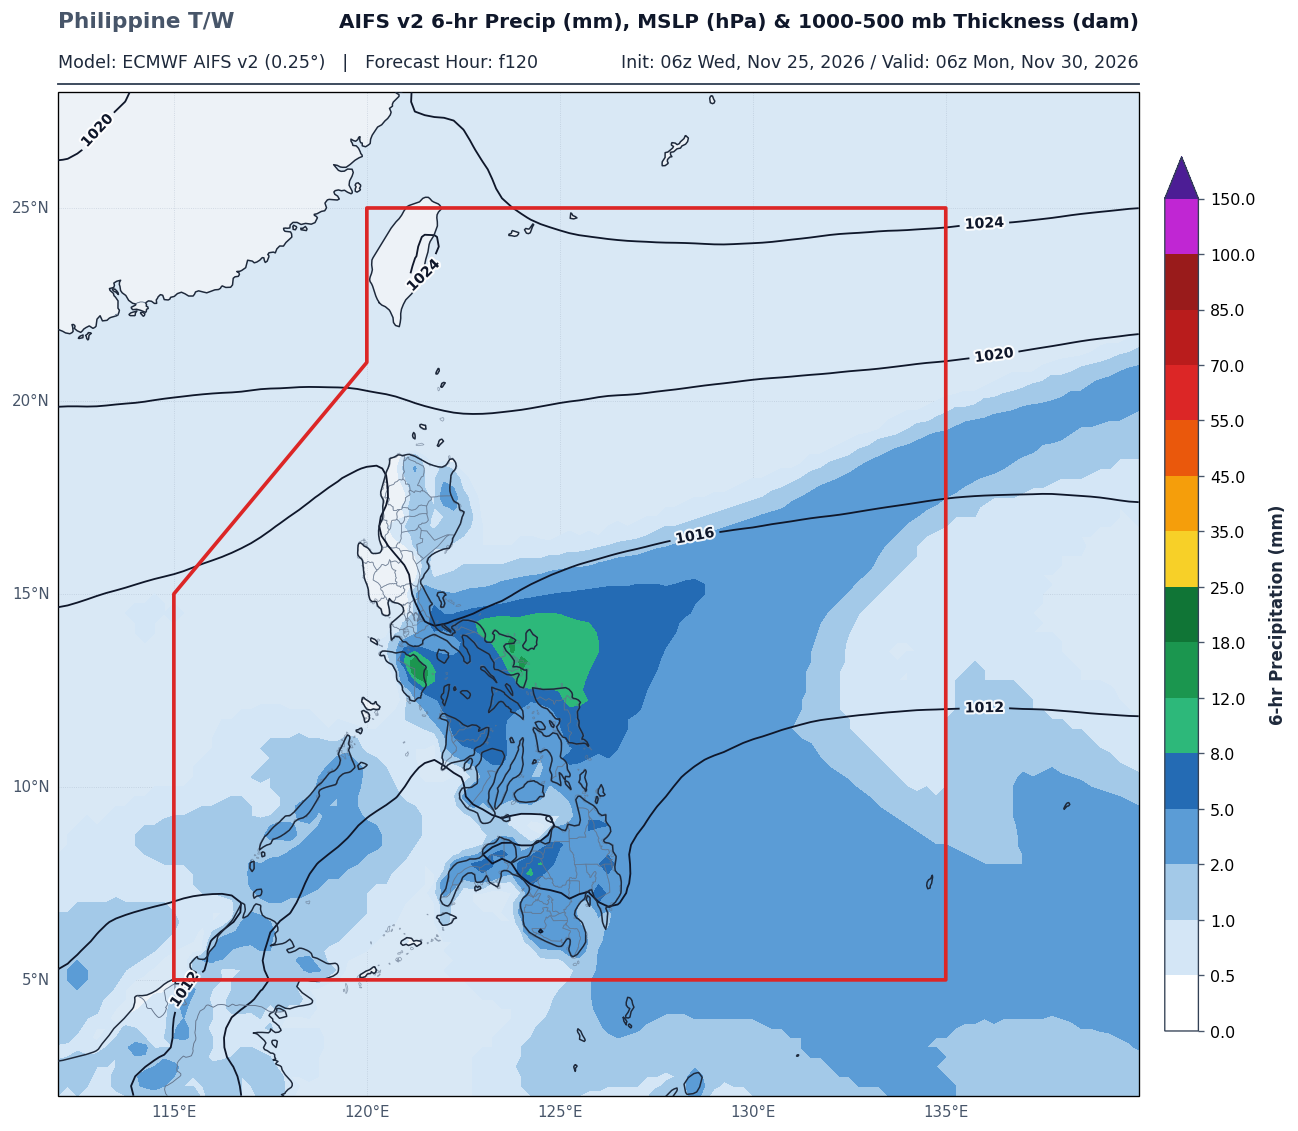 Philippine T/W
AIFS v2 6-hr Precip (mm), MSLP (hPa) & 1000-500 mb Thickness (dam)
Model: ECMWF AIFS v2 (0.25°) | Forecast Hour: f120
Init: 06z Wed, Nov 25, 2026 / Valid: 06z Mon, Nov 30, 2026
1020
1024
1024
1020
1016
1012
1012
25°N
20°N
15°N
10°N
5°N
115°E
120°E
125°E
130°E
135°E
150.0
100.0
85.0
70.0
55.0
45.0
35.0
25.0
18.0
12.0
8.0
5.0
2.0
1.0
0.5
0.0
6-hr Precipitation (mm)